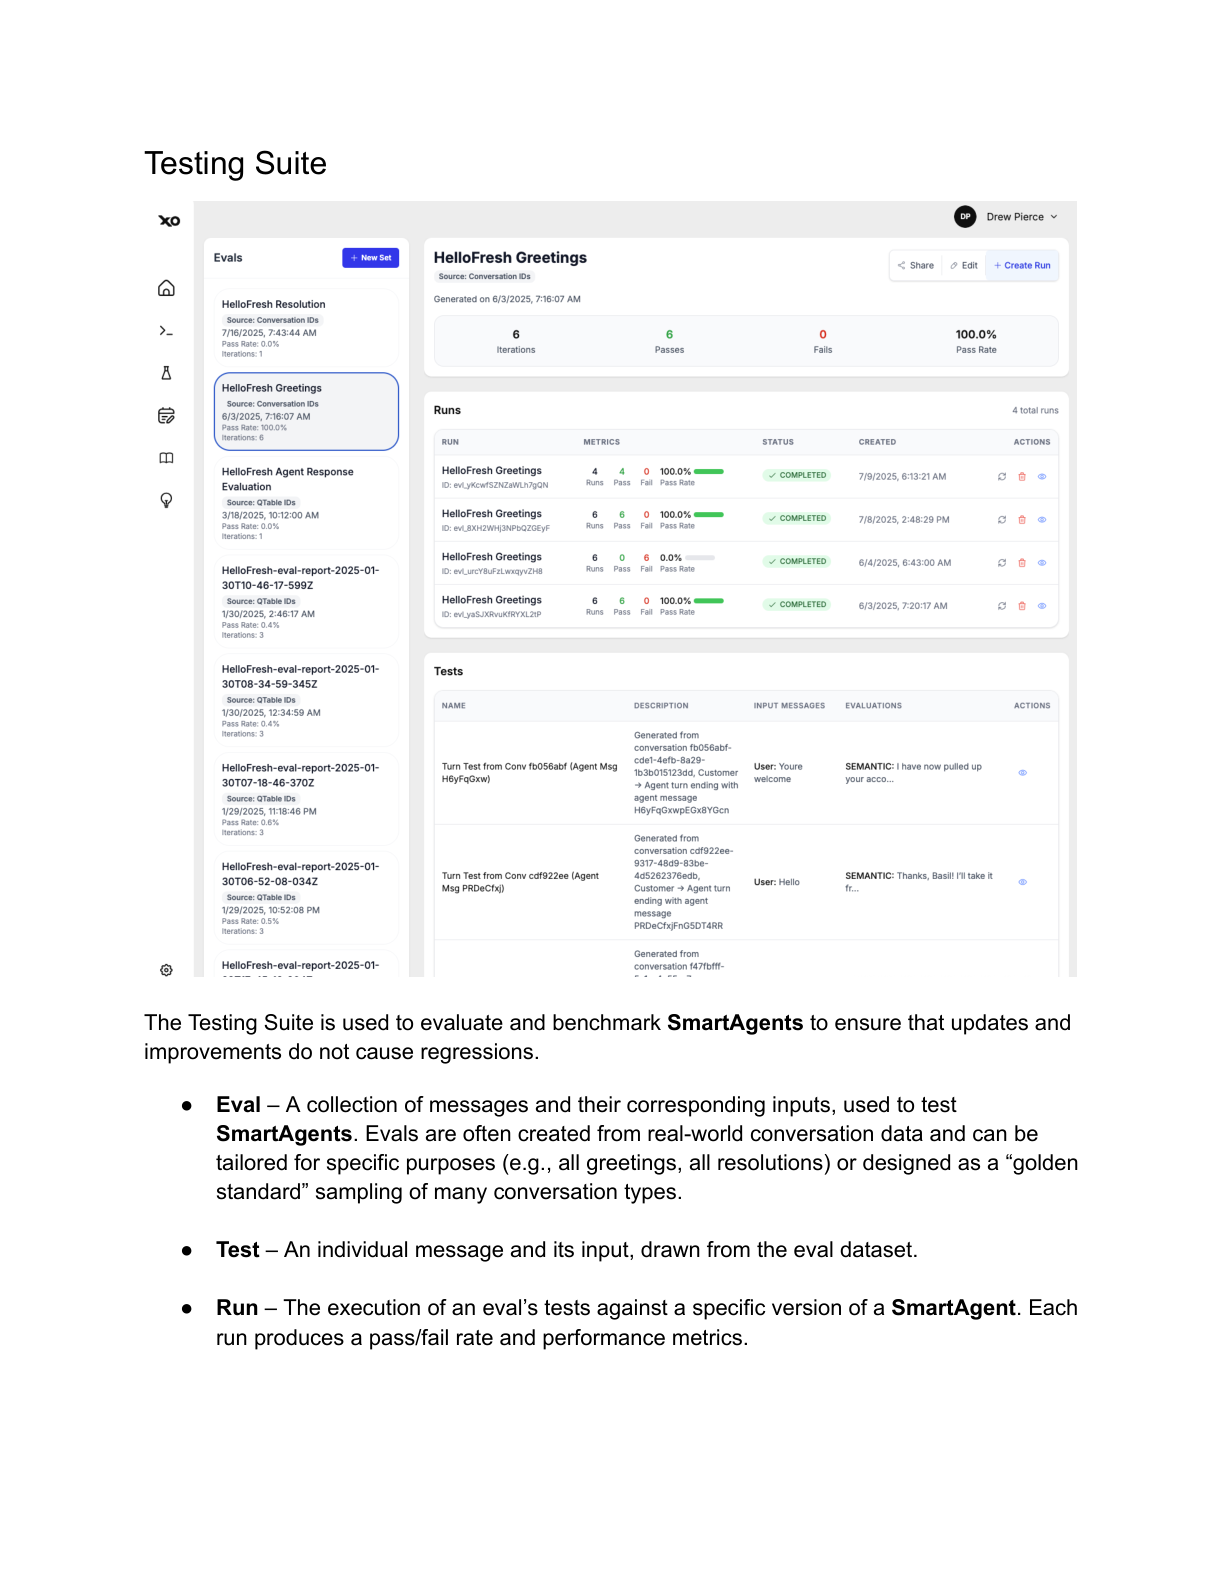 Testing Suite
XO
DP Drew Pierce
Evals
+ New Set
HelloFresh Resolution
Source: Conversation IDs
7/16/2025, 7:43:44 AM
Pass Rate: 0.0%
Iterations: 1
HelloFresh Greetings
Source: Conversation IDs
6/3/2025, 7:16:07 AM
Pass Rate: 100.0%
Iterations: 6
HelloFresh Agent Response
Evaluation
Source: QTable IDs
3/18/2025, 10:12:00 AM
Pass Rate: 0.0%
Iterations: 1
HelloFresh-eval-report-2025-01-
30T10-46-17-599Z
Source: QTable IDs
1/30/2025, 2:46:17 AM
Pass Rate: 0.4%
Iterations: 3
HelloFresh-eval-report-2025-01-
30T08-34-59-345Z
Source: QTable IDs
1/30/2025, 12:34:59 AM
Pass Rate: 0.4%
Iterations: 3
HelloFresh-eval-report-2025-01-
30T07-18-46-370Z
Source: QTable IDs
1/29/2025, 11:18:46 PM
Pass Rate: 0.6%
Iterations: 3
HelloFresh-eval-report-2025-01-
30T06-52-08-034Z
Source: QTable IDs
1/29/2025, 10:52:08 PM
Pass Rate: 0.5%
Iterations: 3
HelloFresh-eval-report-2025-01-
HelloFresh Greetings
Source: Conversation IDs
Share Edit + Create Run
Generated on 6/3/2025, 7:16:07 AM
6 6 0 100.0%
Iterations Passes Fails Pass Rate
Runs 4 total runs
RUN METRICS STATUS CREATED ACTIONS
HelloFresh Greetings 4 4 0 100.0% COMPLETED 7/9/2025, 6:13:21 AM
ID: evl_yKcwfSZNZaWLh7gQN Runs Pass Fail Pass Rate
HelloFresh Greetings 6 6 0 100.0% COMPLETED 7/8/2025, 2:48:29 PM
ID: evl_8XH2WHj3NPbQZGEyF Runs Pass Fail Pass Rate
HelloFresh Greetings 6 0 6 0.0% COMPLETED 6/4/2025, 6:43:00 AM
ID: evl_urcY8uFzLwxqyvZH8 Runs Pass Fail Pass Rate
HelloFresh Greetings 6 6 0 100.0% COMPLETED 6/3/2025, 7:20:17 AM
ID: evl_yaSJXRvuKfRYXL2tP Runs Pass Fail Pass Rate
Tests
NAME DESCRIPTION INPUT MESSAGES EVALUATIONS ACTIONS
Turn Test from Conv fb056abf (Agent Msg
H6yFqGxw)
Generated from
conversation fb056abf-
cde1-4efb-8a29-
1b3b015123dd, Customer
→ Agent turn ending with
agent message
H6yFqGxwpEGx8YGcn
User: Youre
welcome
SEMANTIC: I have now pulled up
your acco...
Turn Test from Conv cdf922ee (Agent
Msg PRDeCfxj)
Generated from
conversation cdf922ee-
9317-48d9-83be-
4d5262376edb,
Customer → Agent turn
ending with agent
message
PRDeCfxjFnG5DT4RR
User: Hello
SEMANTIC: Thanks, Basil! I'll take it
fr...
Generated from
conversation f47fbfff-
The Testing Suite is used to evaluate and benchmark SmartAgents to ensure that updates and
improvements do not cause regressions.
● Eval – A collection of messages and their corresponding inputs, used to test
SmartAgents. Evals are often created from real-world conversation data and can be
tailored for specific purposes (e.g., all greetings, all resolutions) or designed as a “golden
standard” sampling of many conversation types.
● Test – An individual message and its input, drawn from the eval dataset.
● Run – The execution of an eval’s tests against a specific version of a SmartAgent. Each
run produces a pass/fail rate and performance metrics.